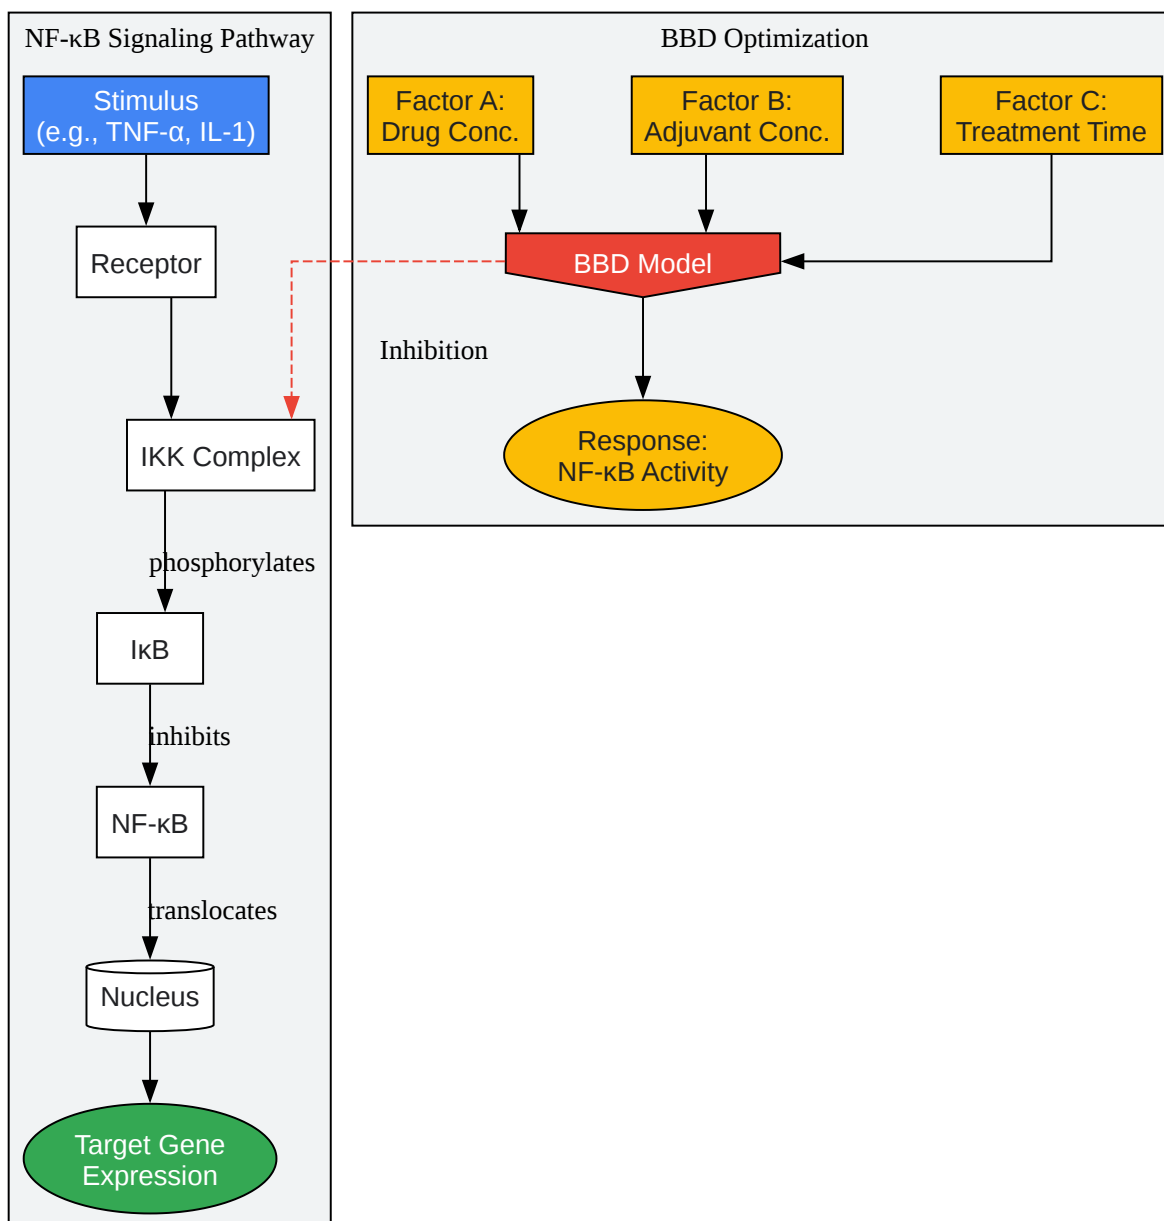 NF-κB Signaling Pathway
Stimulus
(e.g., TNF-α, IL-1)
Receptor
IKK Complex
phosphorylates
IκB
inhibits
NF-κB
translocates
Nucleus
Target Gene
Expression
BBD Optimization
Factor A:
Drug Conc.
Factor B:
Adjuvant Conc.
Factor C:
Treatment Time
BBD Model
Inhibition
Response:
NF-κB Activity